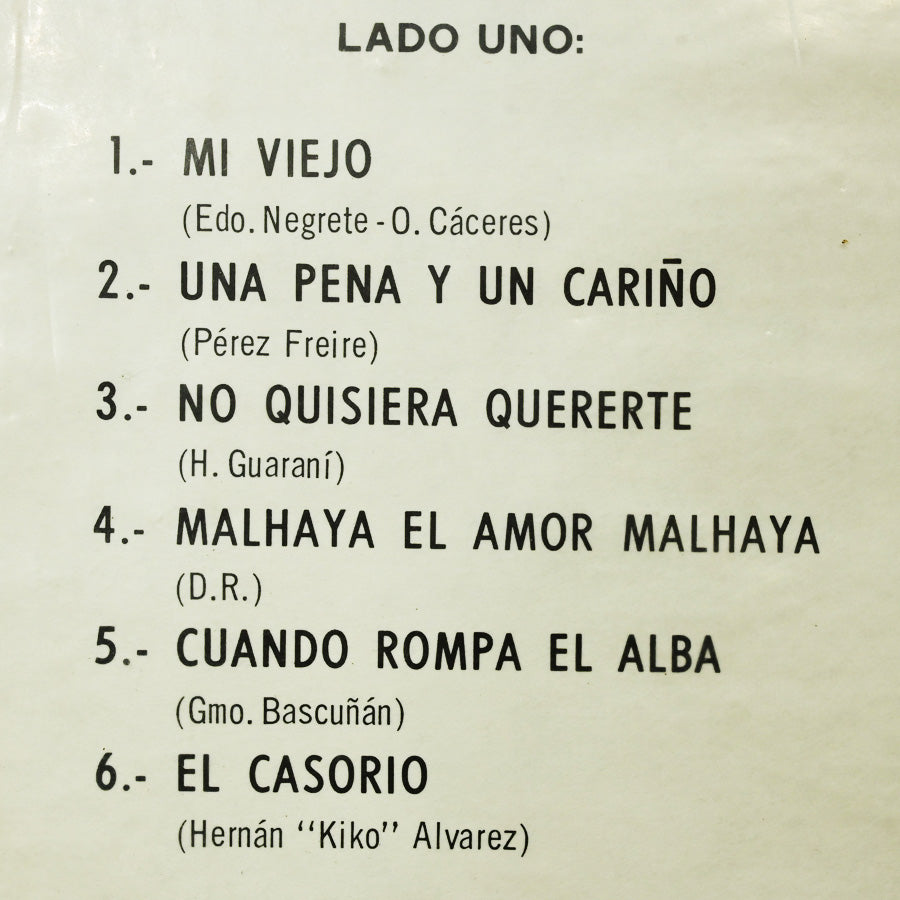 LADO UNO:
1.- MI VIEJO
(Edo. Negrete - O. Cáceres)
2.- UNA PENA Y UN CARIÑO
(Pérez Freire)
3.- NO QUISIERA QUERERTE
(H. Guaraní)
4.- MALHAYA EL AMOR MALHAYA
(D.R.)
5.- CUANDO ROMPA EL ALBA
(Gmo. Bascuñán)
6.- EL CASORIO
(Hernán “Kiko” Alvarez)